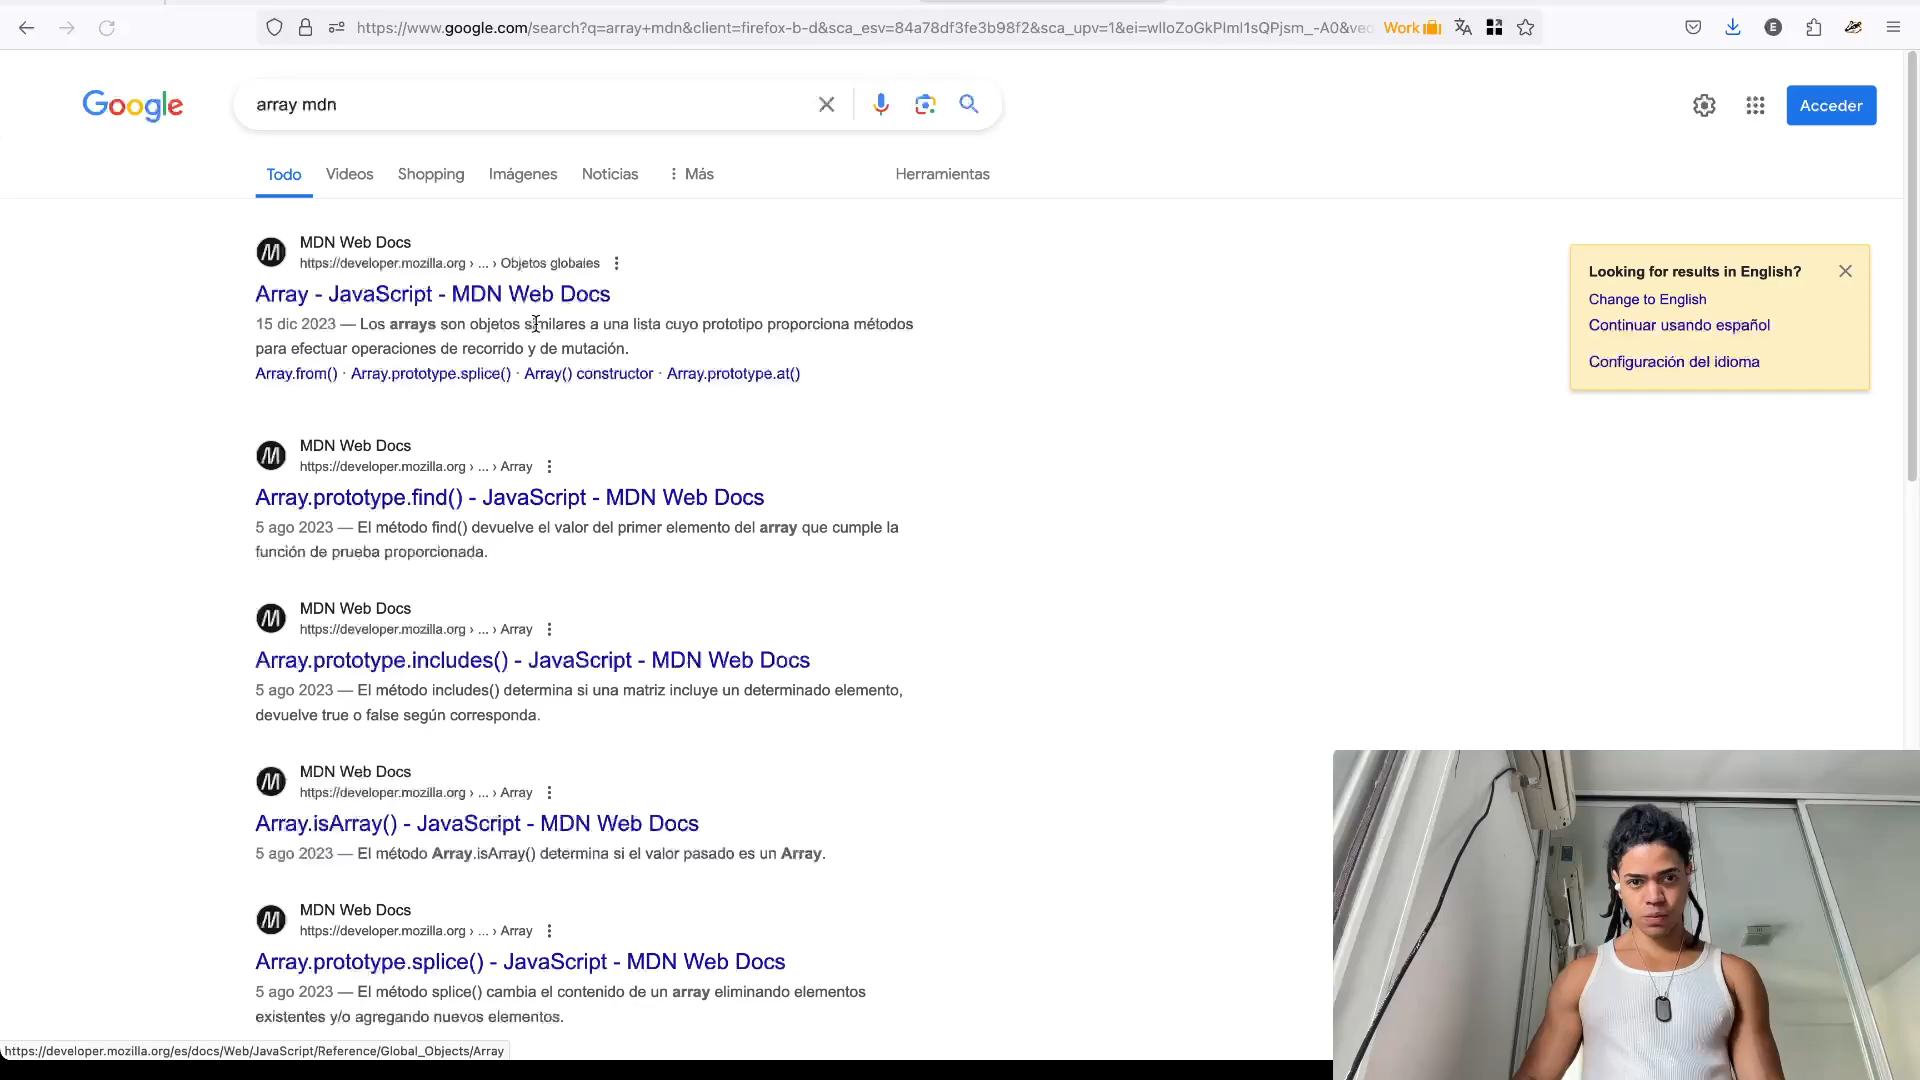 https://www.google.com/search?q=array+mdn&client=firefox-b-d&sca_esv=84a78df3fe3b98f2&sca_upv=1&ei=
Work
Google
array mdn
Acceder
Todo
Videos
Shopping
Imágenes
Noticias
Más
Herramientas
MDN Web Docs
https://developer.mozilla.org › ... › Objetos globales
Array - JavaScript - MDN Web Docs
15 dic 2023 — Los arrays son objetos similares a una lista cuyo prototipo proporciona métodos
para efectuar operaciones de recorrido y de mutación.
Array.from() · Array.prototype.splice() · Array() constructor · Array.prototype.at()
Looking for results in English?
Change to English
Continuar usando español
Configuración del idioma
MDN Web Docs
https://developer.mozilla.org › ... › Array
Array.prototype.find() - JavaScript - MDN Web Docs
5 ago 2023 — El método find() devuelve el valor del primer elemento del array que cumple la
función de prueba proporcionada.
MDN Web Docs
https://developer.mozilla.org › ... › Array
Array.prototype.includes() - JavaScript - MDN Web Docs
5 ago 2023 — El método includes() determina si una matriz incluye un determinado elemento,
devuelve true o false según corresponda.
MDN Web Docs
https://developer.mozilla.org › ... › Array
Array.isArray() - JavaScript - MDN Web Docs
5 ago 2023 — El método Array.isArray() determina si el valor pasado es un Array.
MDN Web Docs
https://developer.mozilla.org › ... › Array
Array.prototype.splice() - JavaScript - MDN Web Docs
5 ago 2023 — El método splice() cambia el contenido de un array eliminando elementos
existentes y/o agregando nuevos elementos.
https://developer.mozilla.org/es/docs/Web/JavaScript/Reference/Global_Objects/Array